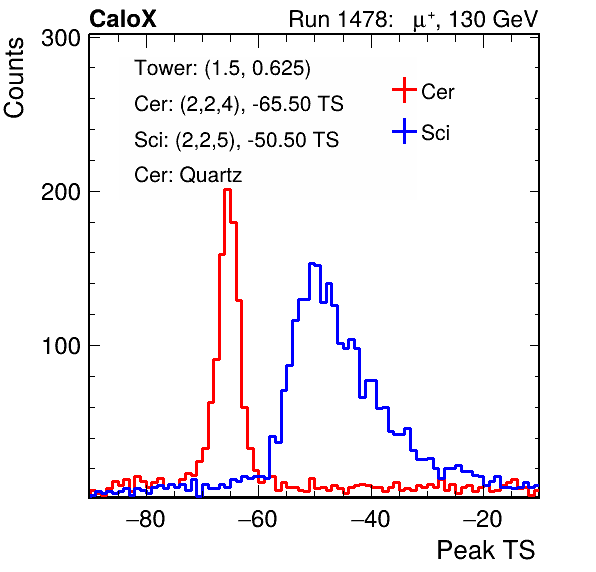 CaloX Run 1478: μ⁺, 130 GeV
Counts
300
200
100
Tower: (1.5, 0.625)
Cer: (2,2,4), -65.50 TS
Sci: (2,2,5), -50.50 TS
Cer: Quartz
Cer
Sci
−80 −60 −40 −20
Peak TS